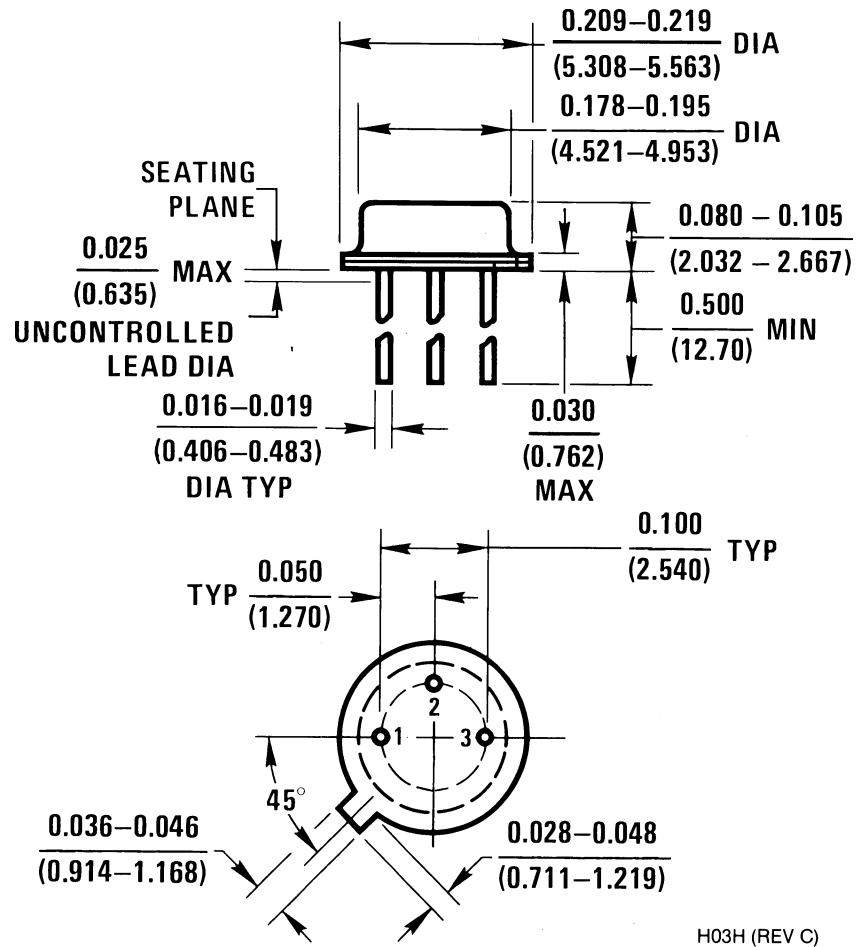 0.209–0.219
(5.308–5.563)
DIA
0.178–0.195
(4.521–4.953)
DIA
SEATING
PLANE
0.025
(0.635)
MAX
UNCONTROLLED
LEAD DIA
0.080 – 0.105
(2.032 – 2.667)
0.500
(12.70)
MIN
0.016–0.019
(0.406–0.483)
DIA TYP
0.030
(0.762)
MAX
0.100
(2.540)
TYP
TYP
0.050
(1.270)
2
1
3
45°
0.036–0.046
(0.914–1.168)
0.028–0.048
(0.711–1.219)
H03H (REV C)